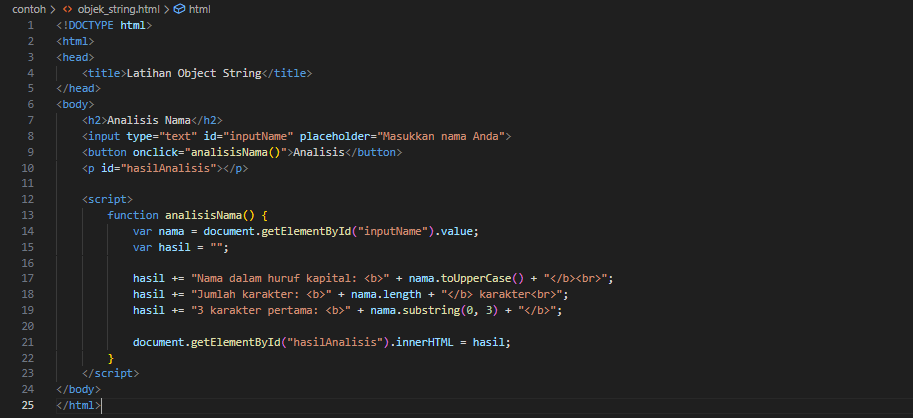 contoh > <> objek_string.html > html
1 <!DOCTYPE html>
2 <html>
3 <head>
4 <title>Latihan Object String</title>
5 </head>
6 <body>
7 <h2>Analisis Nama</h2>
8 <input type="text" id="inputName" placeholder="Masukkan nama Anda">
9 <button onclick="analisisNama()">Analisis</button>
10 <p id="hasilAnalisis"></p>
11
12 <script>
13 function analisisNama() {
14 var nama = document.getElementById("inputName").value;
15 var hasil = "";
16
17 hasil += "Nama dalam huruf kapital: <b>" + nama.toUpperCase() + "</b><br>";
18 hasil += "Jumlah karakter: <b>" + nama.length + "</b> karakter<br>";
19 hasil += "3 karakter pertama: <b>" + nama.substring(0, 3) + "</b>";
20
21 document.getElementById("hasilAnalisis").innerHTML = hasil;
22 }
23 </script>
24 </body>
25 </html>